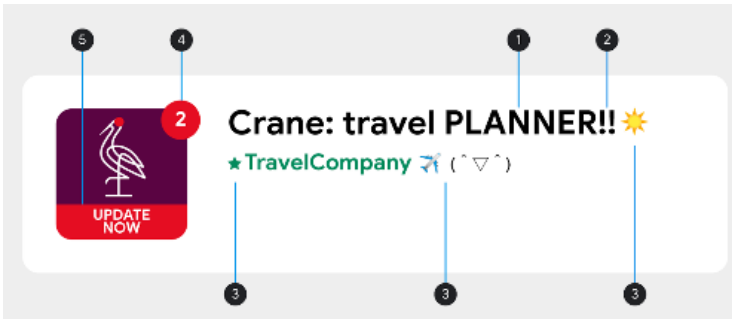 5 4 1 2
2
Crane: travel PLANNER!!☀️
★TravelCompany ✈️ (ˆ▽ˆ)
UPDATE
NOW
3 3 3